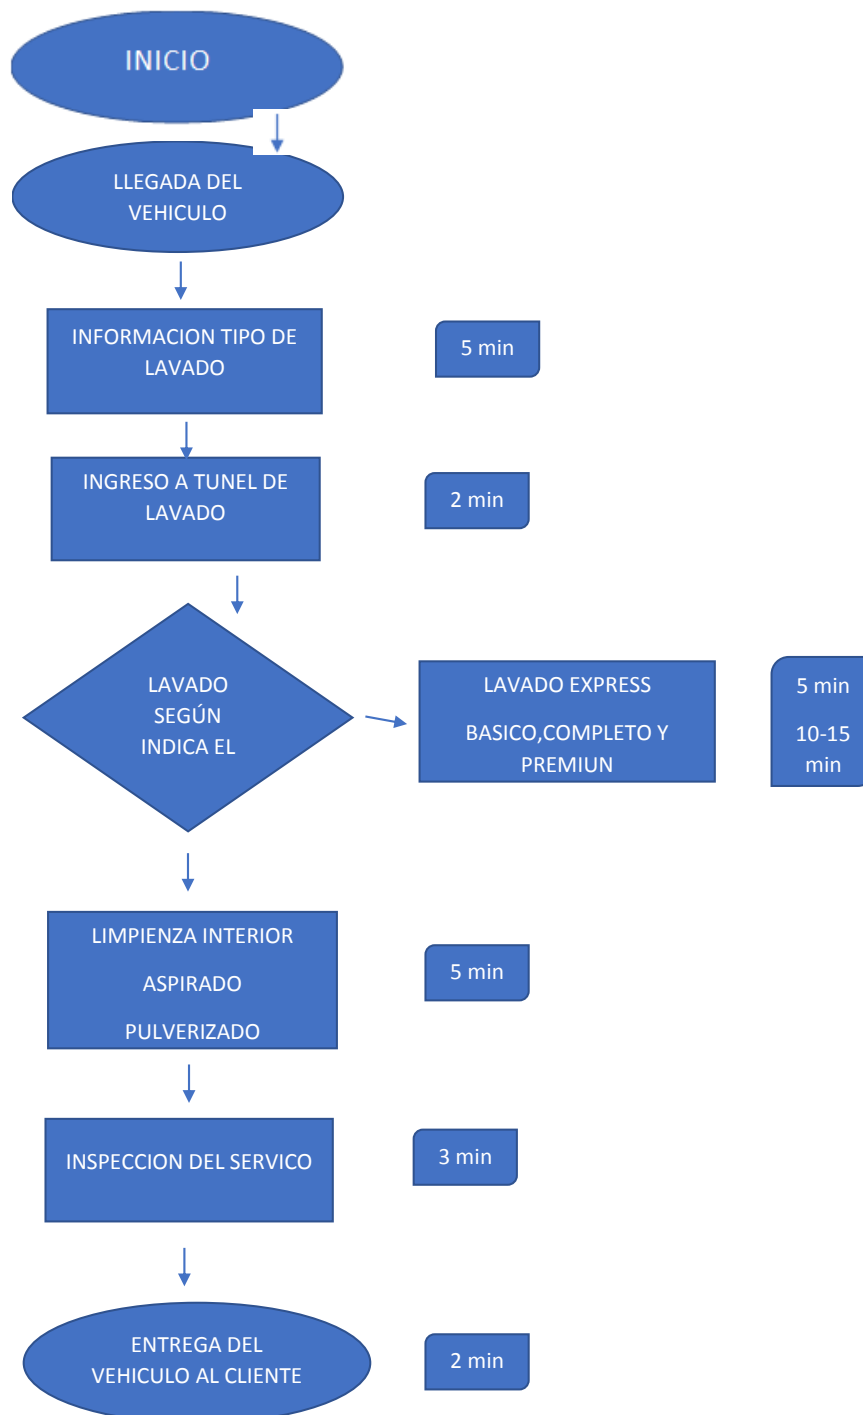 INICIO
LLEGADA DEL
VEHICULO
INFORMACION TIPO DE
LAVADO
5 min
INGRESO A TUNEL DE
LAVADO
2 min
LAVADO
SEGÚN
INDICA EL
LAVADO EXPRESS
BASICO,COMPLETO Y
PREMIUN
5 min
10-15
min
LIMPIENZA INTERIOR
ASPIRADO
PULVERIZADO
5 min
INSPECCION DEL SERVICO
3 min
ENTREGA DEL
VEHICULO AL CLIENTE
2 min